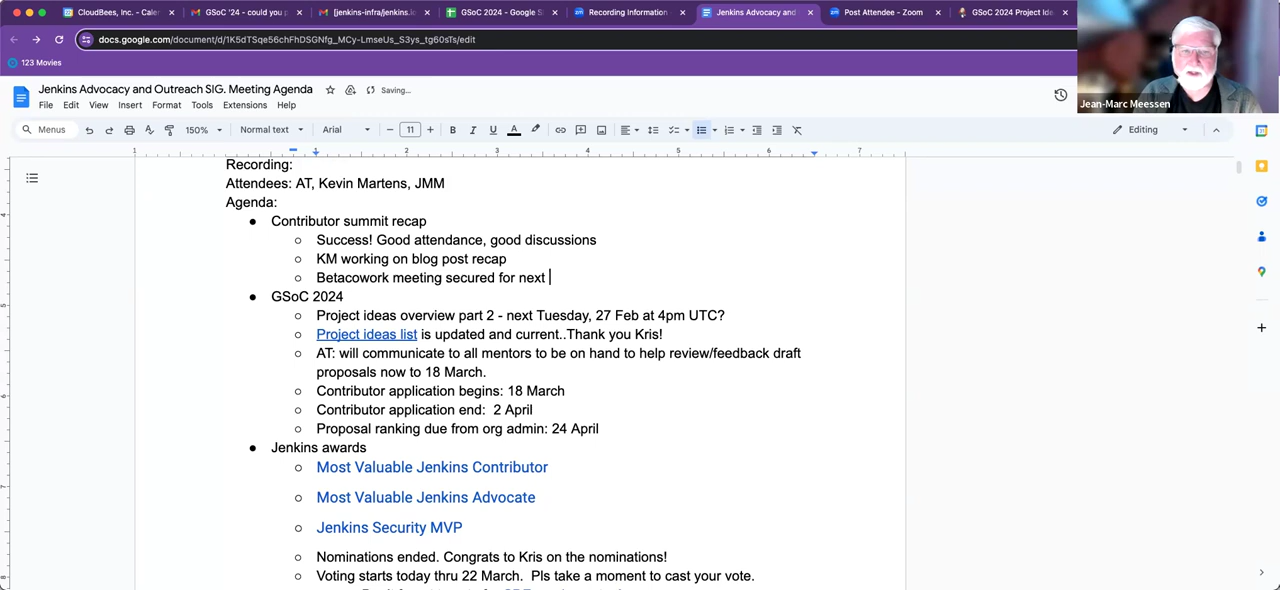 CloudBees, Inc. - Cale
GSoC '24 - could you p
[jenkins-infra/jenkins.io
GSoC 2024 - Google S
Recording Information
Jenkins Advocacy and
Post Attendee - Zoom
GSoC 2024 Project Ide
docs.google.com/document/d/1K5dTSqe56chFhDSGNfg_MCy-LmseUs_S3ys_tg60sTs/edit
123 Movies
Jean-Marc Meessen
Jenkins Advocacy and Outreach SIG. Meeting Agenda
Saving...
File Edit View Insert Format Tools Extensions Help
Menus 150% Normal text Arial 11 B I U A Editing
1 1 2 3 4 5 6 7
Recording:
Attendees: AT, Kevin Martens, JMM
Agenda:
Contributor summit recap
Success! Good attendance, good discussions
KM working on blog post recap
Betacowork meeting secured for next
GSoC 2024
Project ideas overview part 2 - next Tuesday, 27 Feb at 4pm UTC?
Project ideas list is updated and current..Thank you Kris!
AT: will communicate to all mentors to be on hand to help review/feedback draft
proposals now to 18 March.
Contributor application begins: 18 March
Contributor application end: 2 April
Proposal ranking due from org admin: 24 April
Jenkins awards
Most Valuable Jenkins Contributor
Most Valuable Jenkins Advocate
Jenkins Security MVP
Nominations ended. Congrats to Kris on the nominations!
Voting starts today thru 22 March. Pls take a moment to cast your vote.